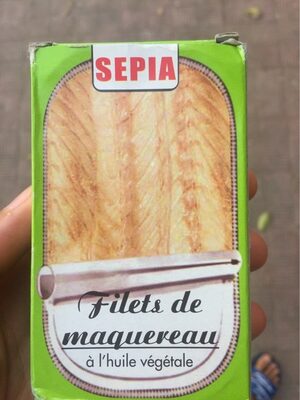 SEPIA
Filets de
maquereau
à l'huile végétale